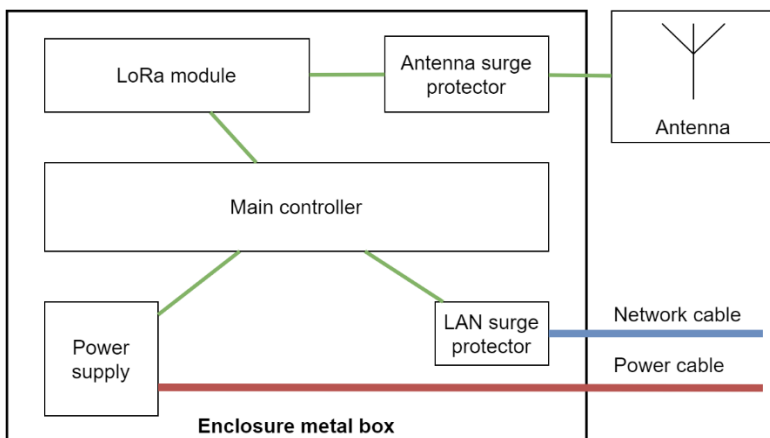 LoRa module
Antenna surge
protector
Antenna
Main controller
Power
supply
LAN surge
protector
Network cable
Power cable
Enclosure metal box